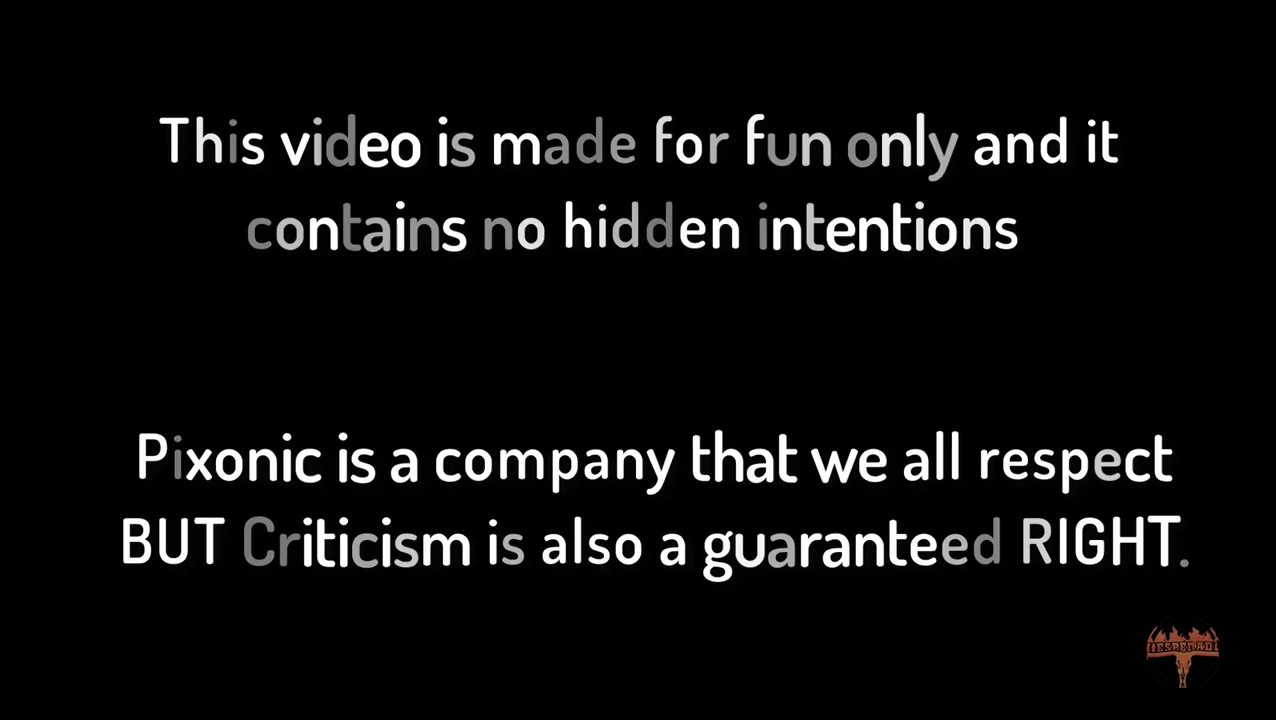 This video is made for fun only and it
contains no hidden intentions
Pixonic is a company that we all respect
BUT Criticism is also a guaranteed RIGHT.
DESPERADO